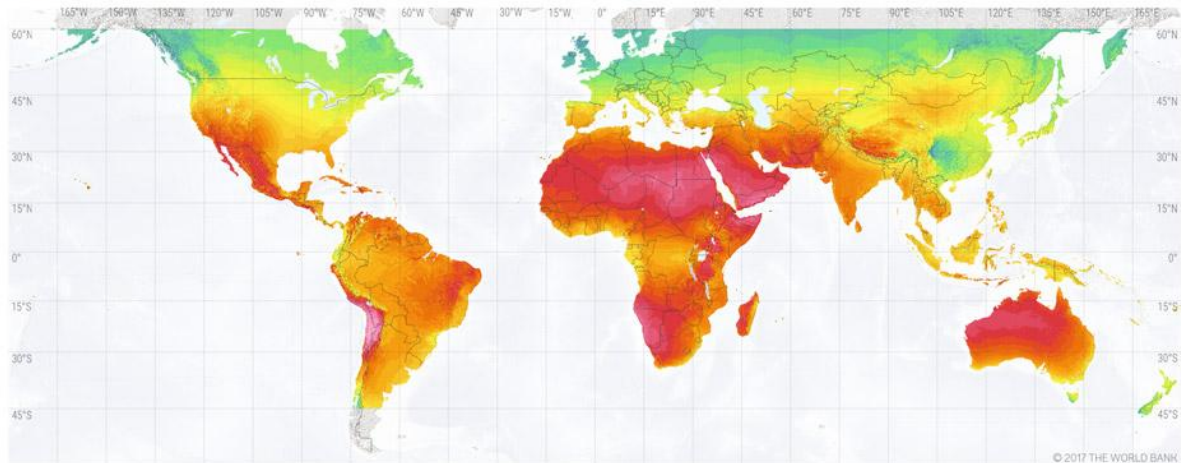 165°W 150°W 135°W 120°W 105°W 90°W 75°W 60°W 45°W 30°W 15°W 0° 15°E 30°E 45°E 60°E 75°E 90°E 105°E 120°E 135°E 150°E 165°E
60°N 60°N
45°N 45°N
30°N 30°N
15°N 15°N
0° 0°
15°S 15°S
30°S 30°S
45°S 45°S
© 2017 THE WORLD BANK